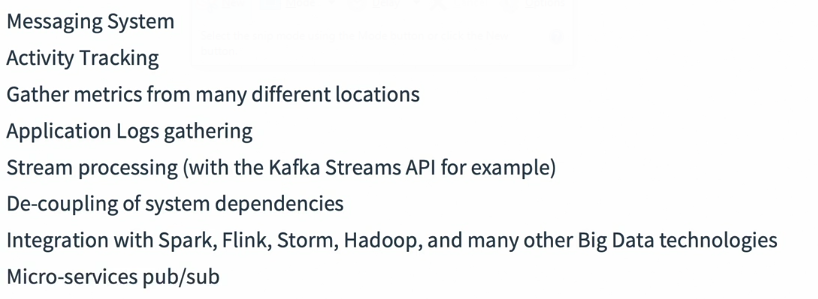 Messaging System
Activity Tracking
Gather metrics from many different locations
Application Logs gathering
Stream processing (with the Kafka Streams API for example)
De-coupling of system dependencies
Integration with Spark, Flink, Storm, Hadoop, and many other Big Data technologies
Micro-services pub/sub